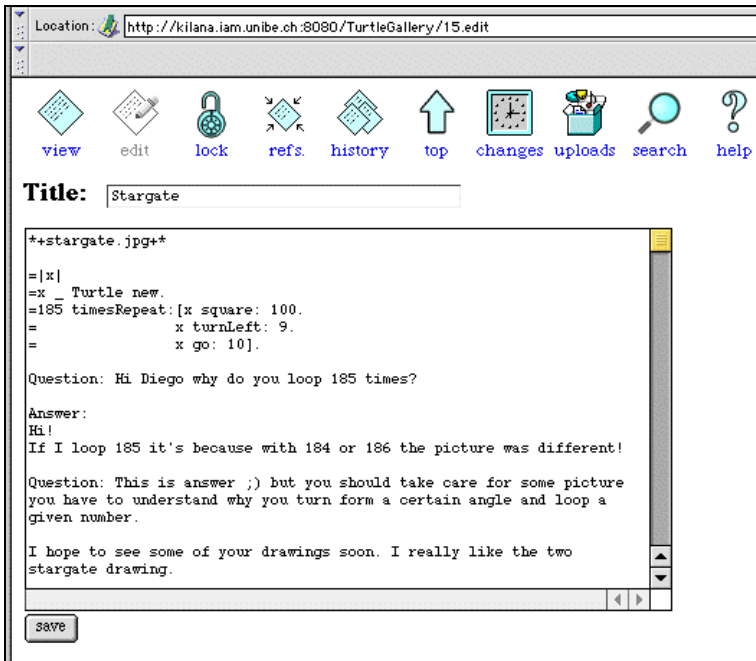 Location: http://kilana.iam.unibe.ch:8080/TurtleGallery/15.edit
view edit lock refs. history top changes uploads search help
Title: Stargate
*+stargate.jpg+*
=|x|
=x _ Turtle new.
=185 timesRepeat:[x square: 100.
= x turnLeft: 9.
= x go: 10].
Question: Hi Diego why do you loop 185 times?
Answer:
Hi!
If I loop 185 it's because with 184 or 186 the picture was different!
Question: This is answer ;) but you should take care for some picture
you have to understand why you turn form a certain angle and loop a
given number.
I hope to see some of your drawings soon. I really like the two
stargate drawing.
save